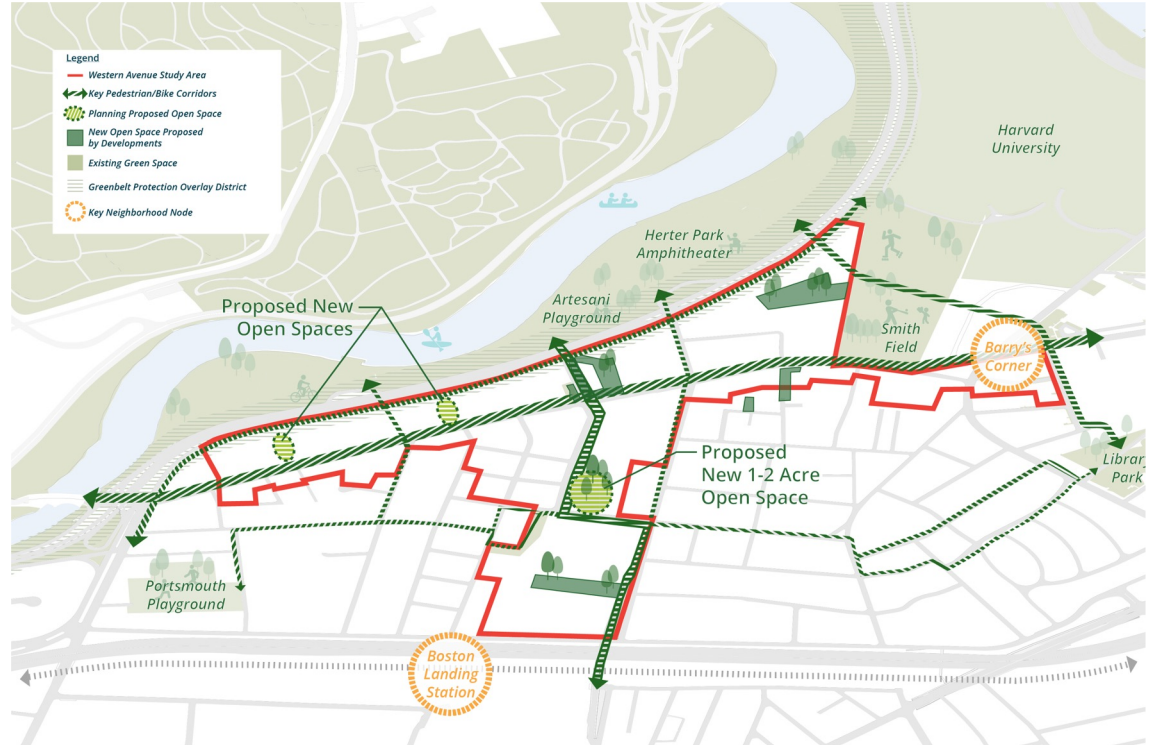 Legend
Western Avenue Study Area
Key Pedestrian/Bike Corridors
Planning Proposed Open Space
New Open Space Proposed
by Developments
Existing Green Space
Greenbelt Protection Overlay District
Key Neighborhood Node
Harvard
University
Herter Park
Amphitheater
Artesani
Playground
Proposed New
Open Spaces
Smith
Field
Barry's
Corner
Proposed
New 1-2 Acre
Open Space
Library
Park
Portsmouth
Playground
Boston
Landing
Station